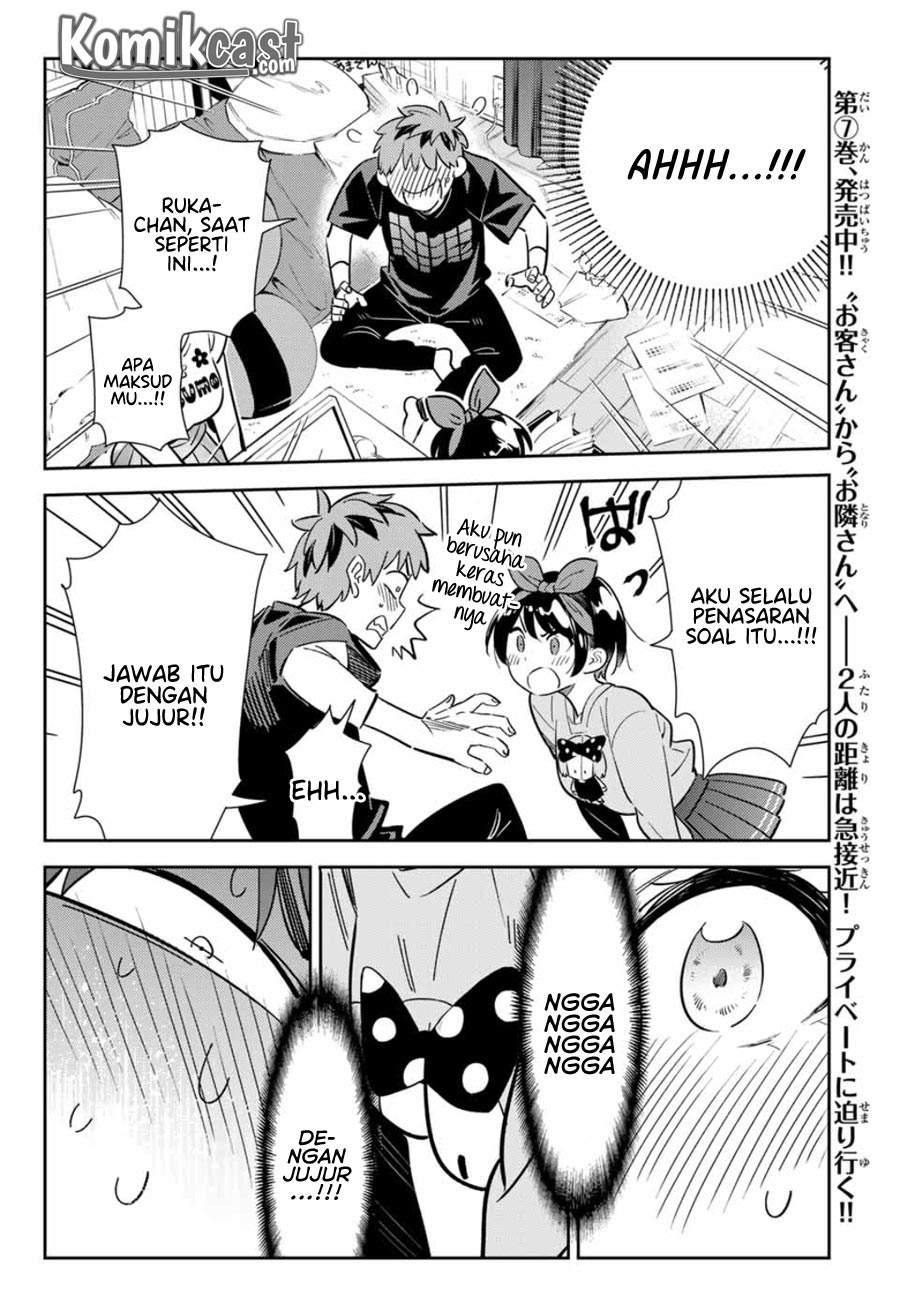 Komikcast
.com
AHHH...!!!
RUKA-
CHAN, SAAT
SEPERTI
INI...!
APA
MAKSUD
MU...!!
ば
AKU SELALU
PENASARAN
SOAL ITU...!!!
Aku pun
berusaha
keras
membuat-
nya
JAWAB ITU
DENGAN
JUJUR!!
EHH...
NGGA
NGGA
NGGA
NGGA
DE-
NGAN
JUJUR
...!!!
第⑦巻、発売中!! “お客さん”から“お隣さん”へ――2人の距離は急接近! プライベートに迫り行く!!